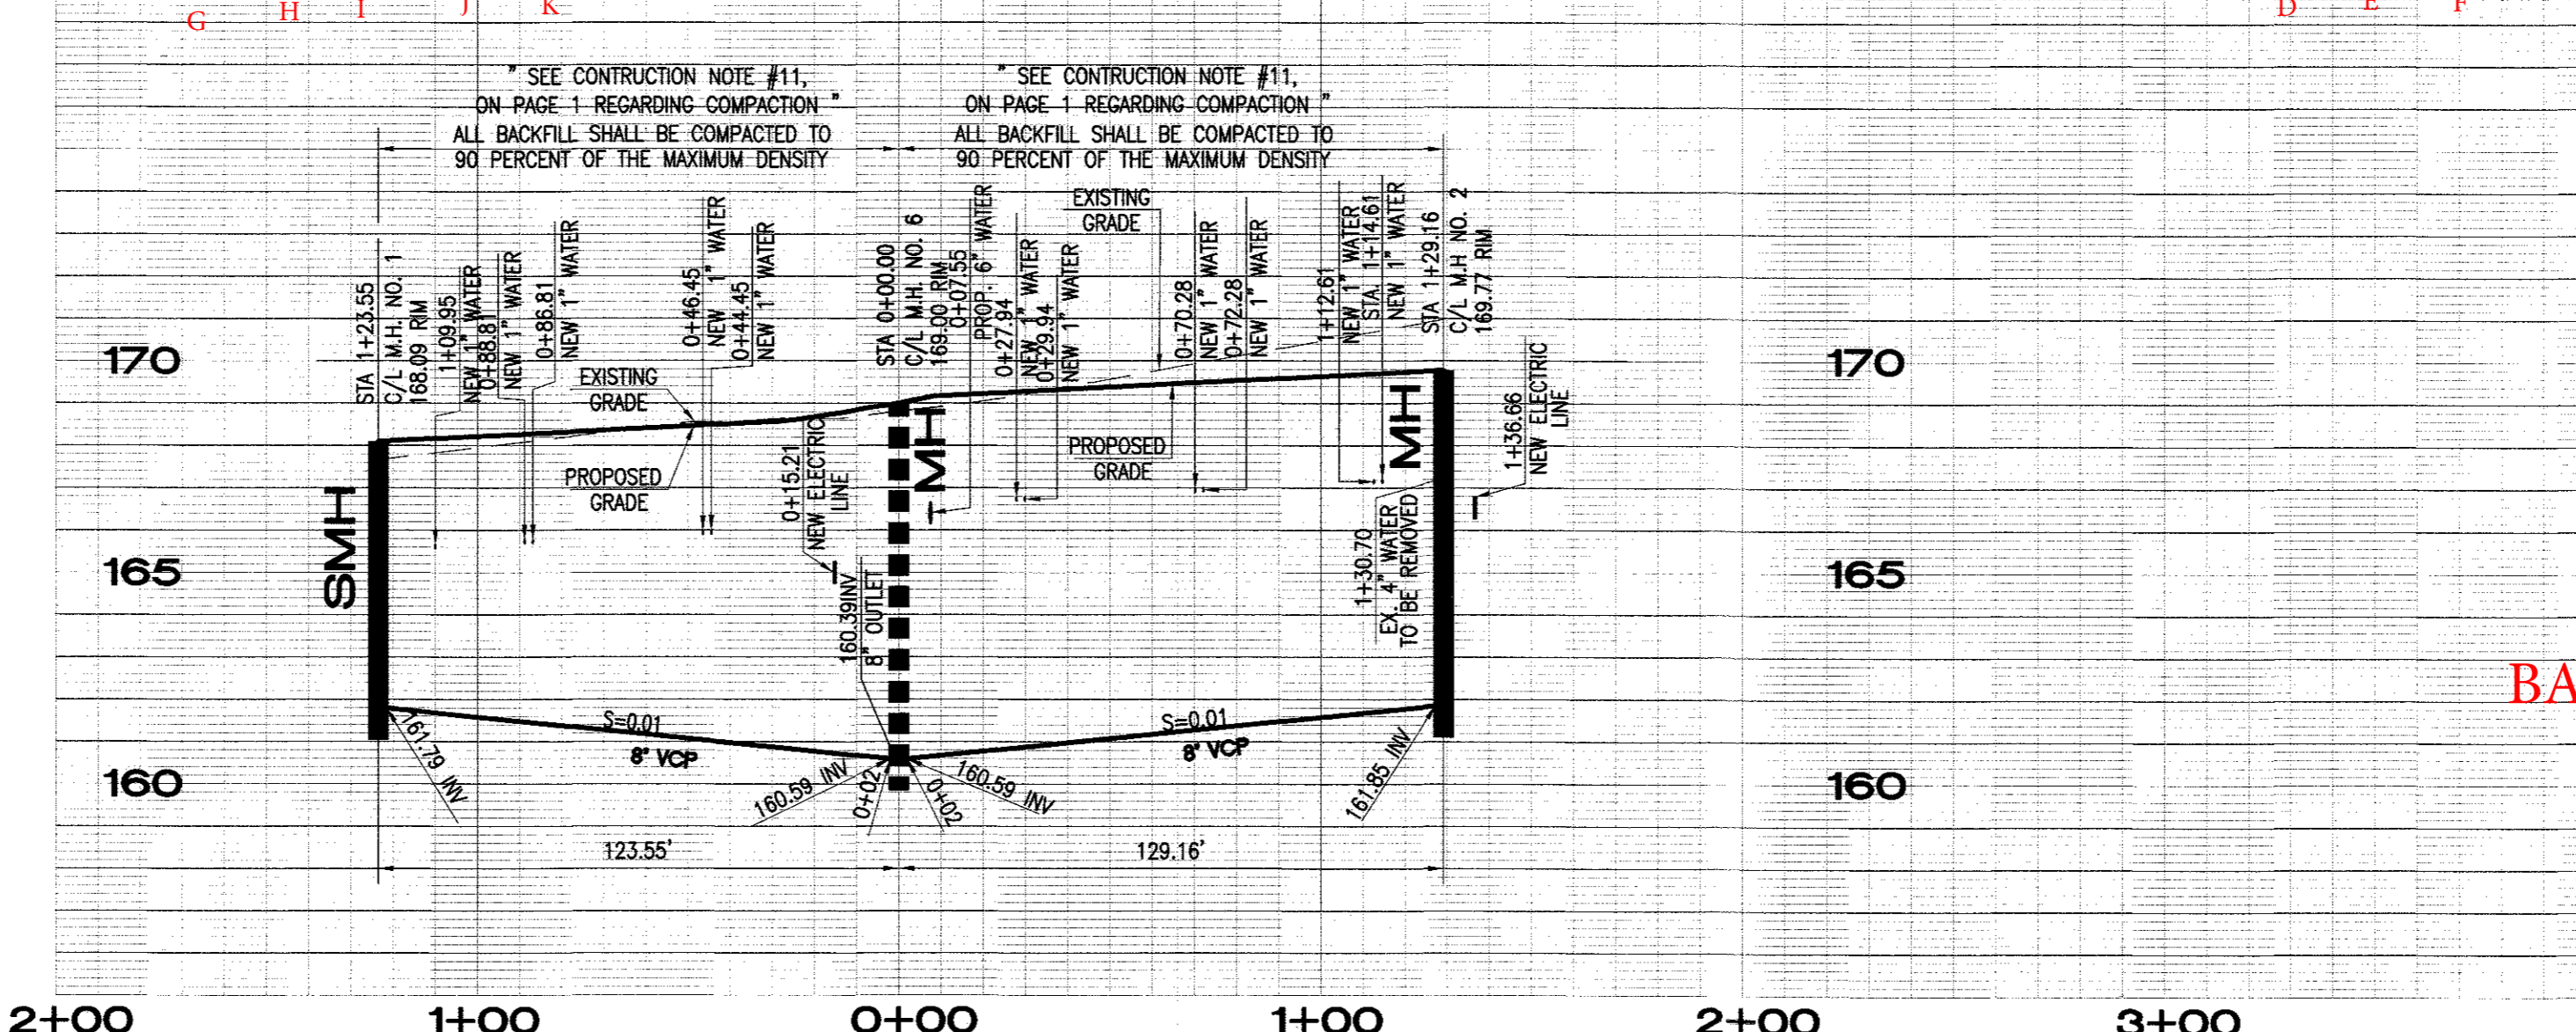 G H I J K
D E F
" SEE CONTRUCTION NOTE #11,
ON PAGE 1 REGARDING COMPACTION "
ALL BACKFILL SHALL BE COMPACTED TO
90 PERCENT OF THE MAXIMUM DENSITY
" SEE CONTRUCTION NOTE #11,
ON PAGE 1 REGARDING COMPACTION "
ALL BACKFILL SHALL BE COMPACTED TO
90 PERCENT OF THE MAXIMUM DENSITY
STA 1+23.55
C/L M.H. NO. 1
168.09 RIM
1+09.95
NEW 1" WATER
0+88.81
NEW 1" WATER
0+86.81
NEW 1" WATER
0+46.45
NEW 1" WATER
0+44.45
NEW 1" WATER
STA 0+00.00
C/L M.H. NO. 6
169.00 RIM
0+07.55
PROP. 6" WATER
0+27.94
NEW 1" WATER
0+29.94
NEW 1" WATER
EXISTING
GRADE
0+70.28
NEW 1" WATER
0+72.28
NEW 1" WATER
1+12.61
NEW 1" WATER
STA. 1+14.61
NEW 1" WATER
STA 1+29.16
C/L M.H NO. 2
169.77 RIM
170
170
EXISTING
GRADE
PROPOSED
GRADE
0+15.21
NEW ELECTRIC
LINE
MH
PROPOSED
GRADE
MH
1+36.66
NEW ELECTRIC
LINE
SMH
165
165
160.39INV
8" OUTLET
1+30.70
EX. 4" WATER
TO BE REMOVED
BA
161.79 INV
S=0.01
8" VCP
160.59 INV
0+02
0+02
160.59 INV
S=0.01
8" VCP
161.85 INV
160
160
123.55'
129.16'
2+00
1+00
0+00
1+00
2+00
3+00